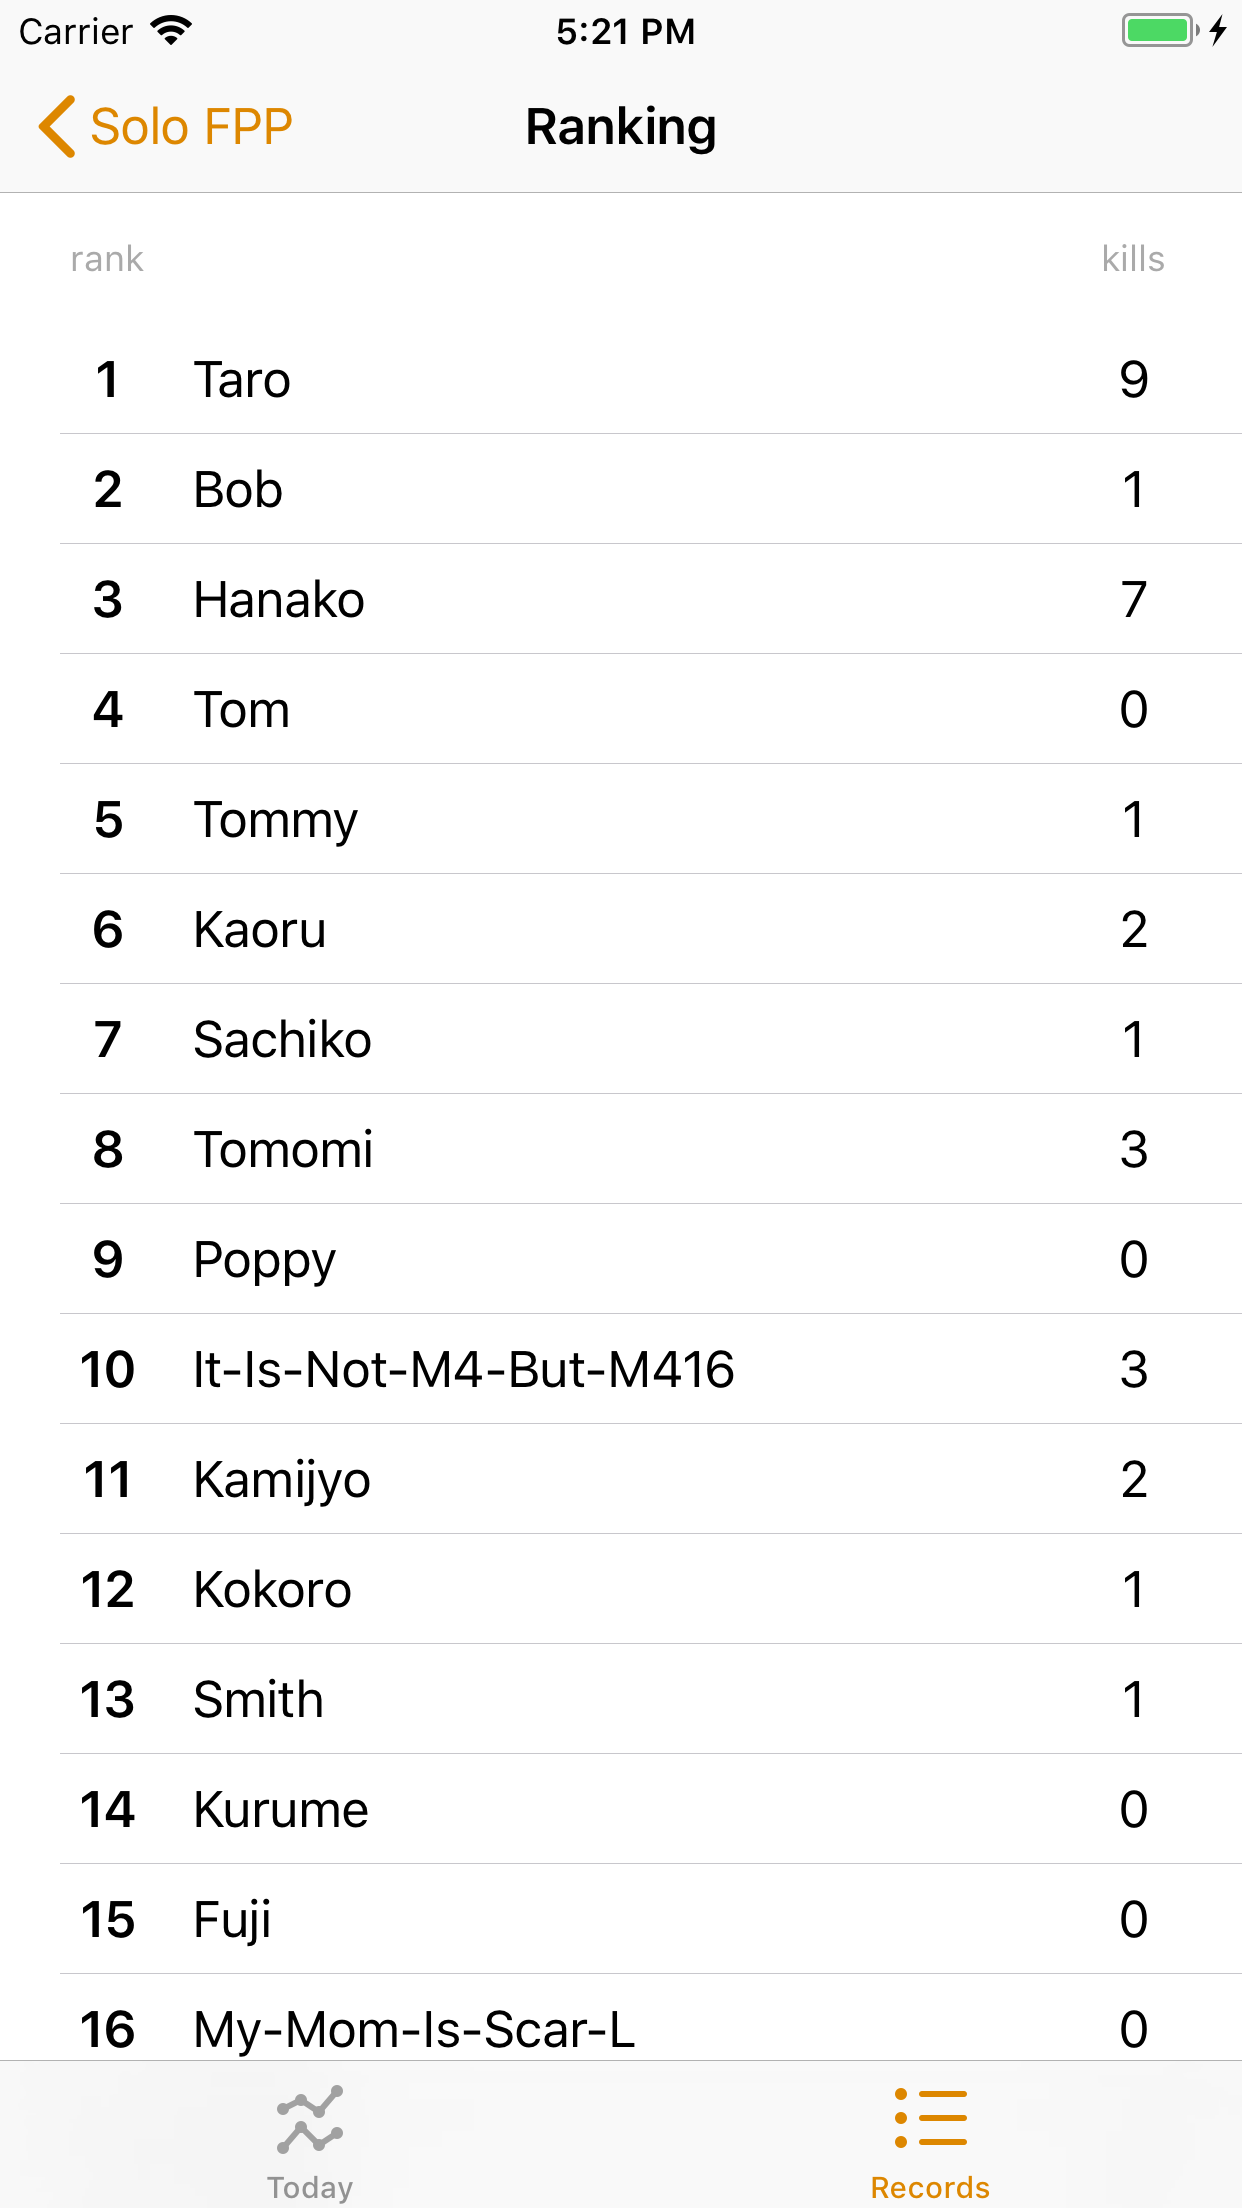 Carrier 5:21 PM
Solo FPP Ranking
rank kills
1 Taro 9
2 Bob 1
3 Hanako 7
4 Tom 0
5 Tommy 1
6 Kaoru 2
7 Sachiko 1
8 Tomomi 3
9 Poppy 0
10 It-Is-Not-M4-But-M416 3
11 Kamijyo 2
12 Kokoro 1
13 Smith 1
14 Kurume 0
15 Fuji 0
16 My-Mom-Is-Scar-L 0
Today Records